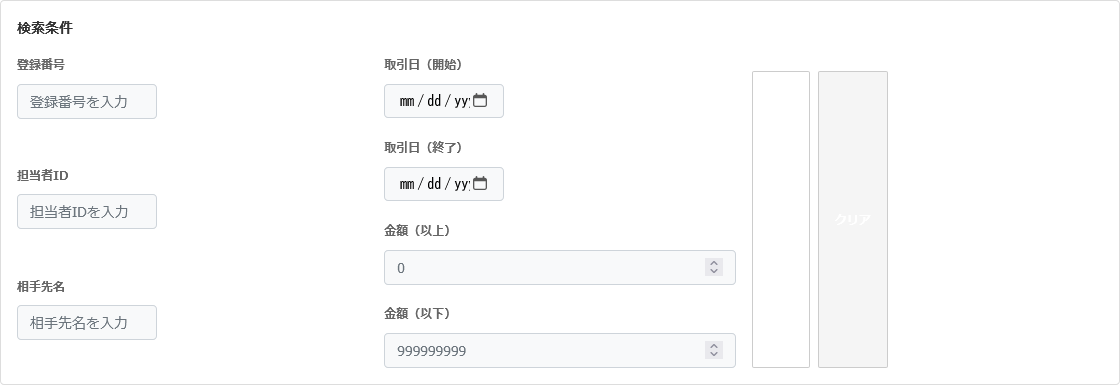 検索条件
登録番号
登録番号を入力
担当者ID
担当者IDを入力
相手先名
相手先名を入力
取引日（開始）
mm/dd/yy
取引日（終了）
mm/dd/yy
金額（以上）
0
金額（以下）
999999999
クリア